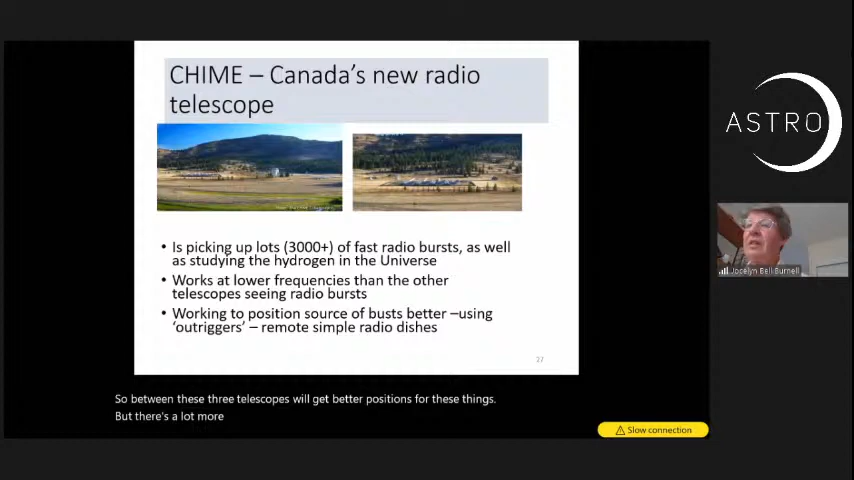 CHIME – Canada's new radio
telescope
• Is picking up lots (3000+) of fast radio bursts, as well
as studying the hydrogen in the Universe
• Works at lower frequencies than the other
telescopes seeing radio bursts
• Working to position source of busts better –using
'outriggers' – remote simple radio dishes
27
So between these three telescopes will get better positions for these things.
But there's a lot more
Slow connection
ASTRO
Jocelyn Bell Burnell